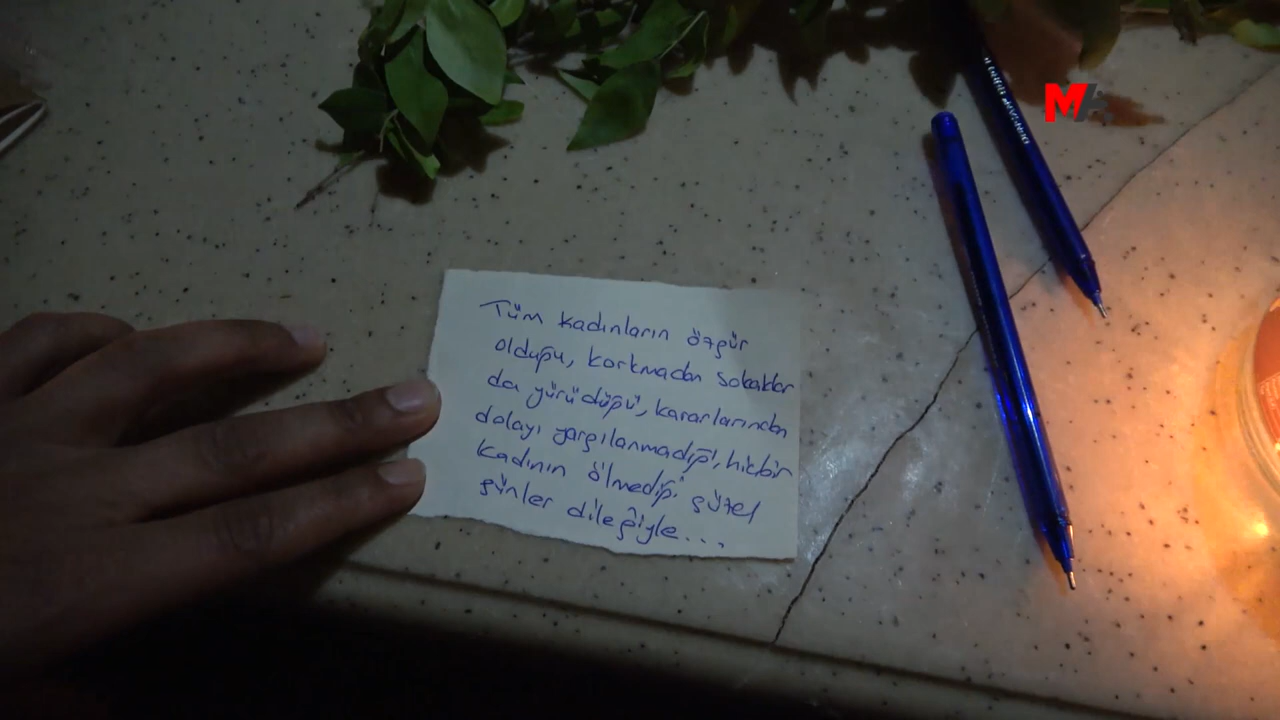 Tüm kadınların özgür
olduğu, korkmadan sokaklar
da yürüdüğü, kararlarından
dolayı yargılanmadığı, hiçbir
kadının ölmediği güzel
günler dileğiyle...